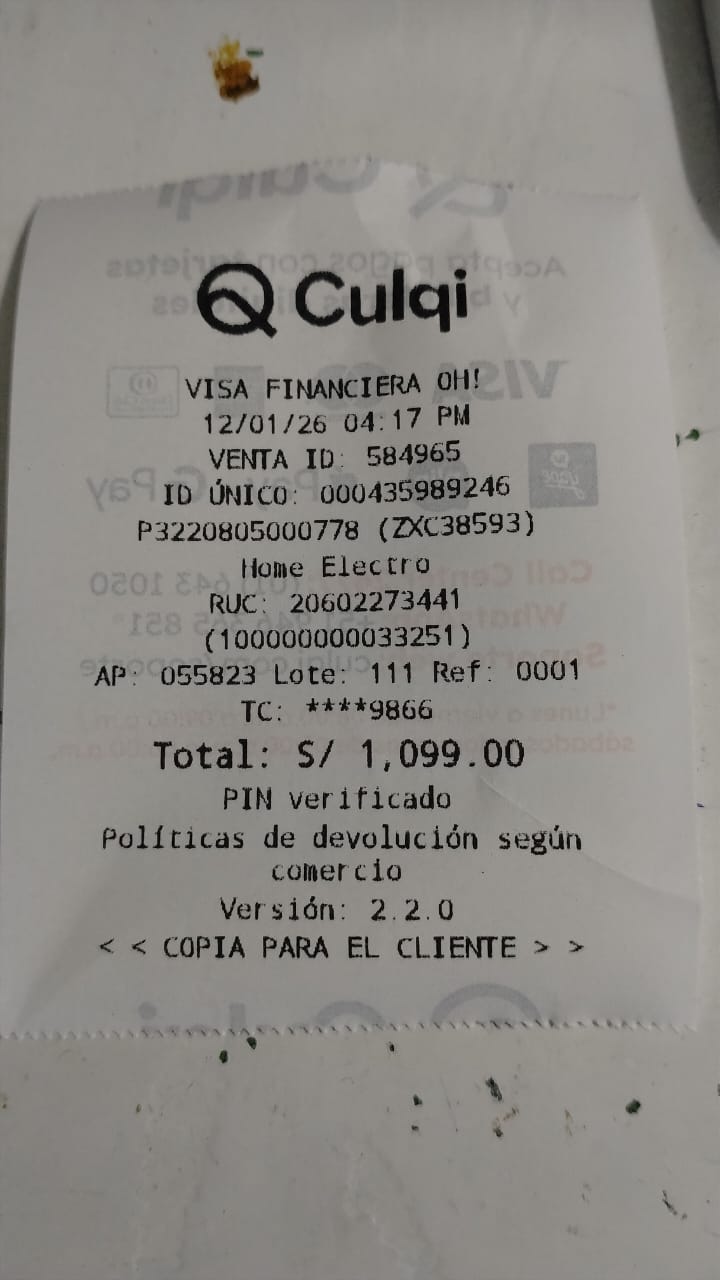 Culqi
VISA FINANCIERA OH!
12/01/26 04:17 PM
VENTA ID: 584965
ID ÚNICO: 000435989246
P3220805000778 (ZXC38593)
Home Electro
RUC: 20602273441
(100000000033251)
AP: 055823 Lote: 111 Ref: 0001
TC: ****9866
Total: S/ 1,099.00
PIN verificado
Políticas de devolución según
comercio
Versión: 2.2.0
< < COPIA PARA EL CLIENTE > >